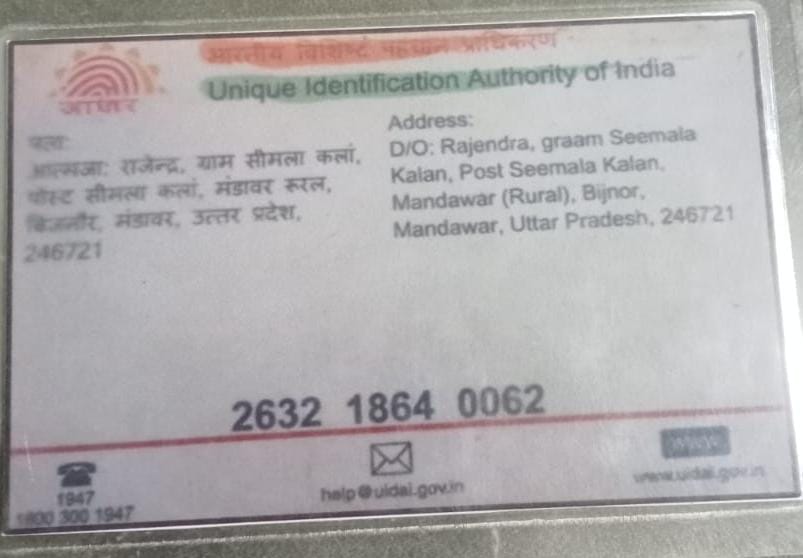 भारतीय विशिष्ट पहचान प्राधिकरण
Unique Identification Authority of India
आधार
पता:
आत्मजा: राजेन्द्र, ग्राम सीमला कलां,
पोस्ट सीमला कलां, मंडावर रूरल,
बिजनौर, मंडावर, उत्तर प्रदेश,
246721
Address:
D/O: Rajendra, graam Seemala
Kalan, Post Seemala Kalan,
Mandawar (Rural), Bijnor,
Mandawar, Uttar Pradesh, 246721
2632 1864 0062
1947
1800 300 1947
help@uidai.gov.in
www
www.uidai.gov.in